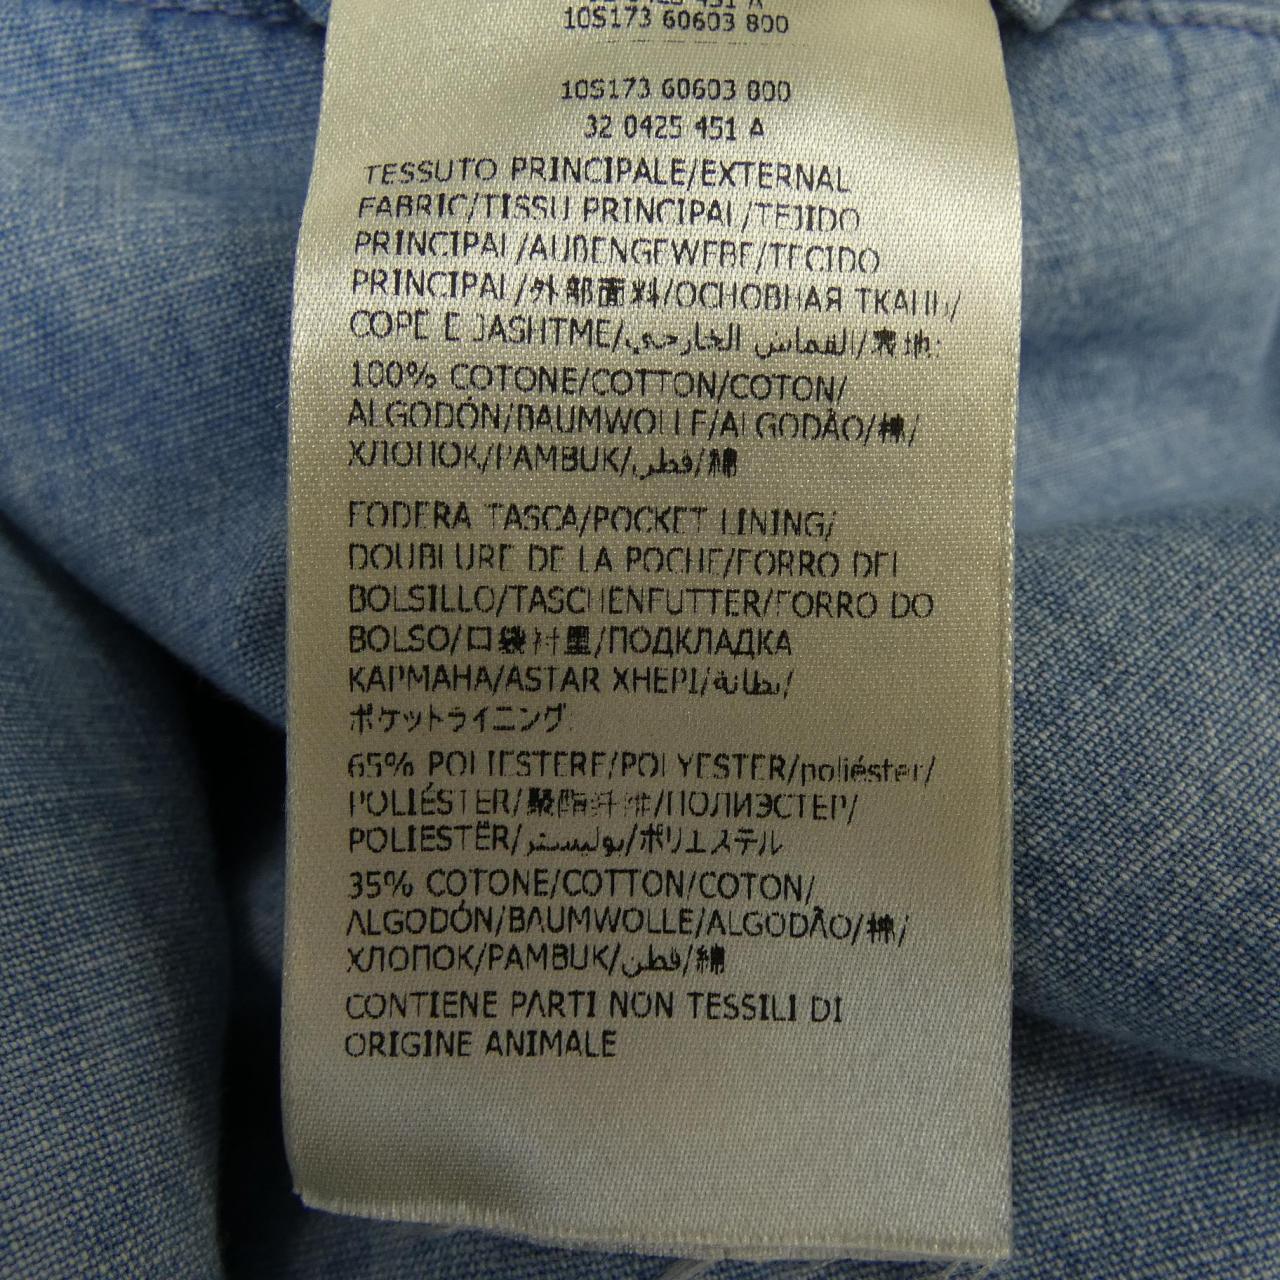 10S173 60603 800
10S173 60603 800
32 0425 451 A
TESSUTO PRINCIPALE/EXTERNAL
FABRIC/TISSU PRINCIPAL/TEJIDO
PRINCIPAL/AUßENGEWEBE/TECIDO
PRINCIPAL/外部面料/ОСНОВНАЯ ТКАНЬ/
COPË E JASHTME/القماش الخارجي/表地:
100% COTONE/COTTON/COTON/
ALGODÓN/BAUMWOLLE/ALGODÃO/棉/
ХЛОПОК/PAMBUK/قطن/綿
FODERA TASCA/POCKET LINING/
DOUBLURE DE LA POCHE/FORRO DEL
BOLSILLO/TASCHENFUTTER/FORRO DO
BOLSO/口袋衬里/ПОДКЛАДКА
КАРМАНА/ASTAR XHEPI/بطانة/
ポケットライニング:
65% POLIESTERE/POLYESTER/poliéster/
POLIÉSTER/聚酯纤维/ПОЛИЭСТЕР/
POLIESTËR/بوليستر/ポリエステル
35% COTONE/COTTON/COTON/
ALGODÓN/BAUMWOLLE/ALGODÃO/棉/
ХЛОПОК/PAMBUK/قطن/綿
CONTIENE PARTI NON TESSILI DI
ORIGINE ANIMALE